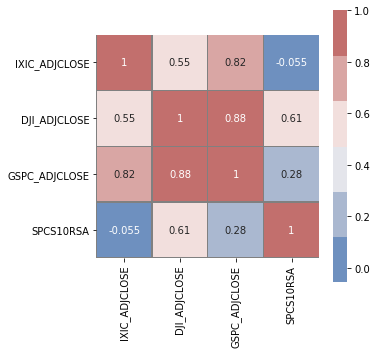 IXIC_ADJCLOSE 1 0.55 0.82 -0.055
DJI_ADJCLOSE 0.55 1 0.88 0.61
GSPC_ADJCLOSE 0.82 0.88 1 0.28
SPCS10RSA -0.055 0.61 0.28 1
IXIC_ADJCLOSE
DJI_ADJCLOSE
GSPC_ADJCLOSE
SPCS10RSA
1.0
0.8
0.6
0.4
0.2
0.0